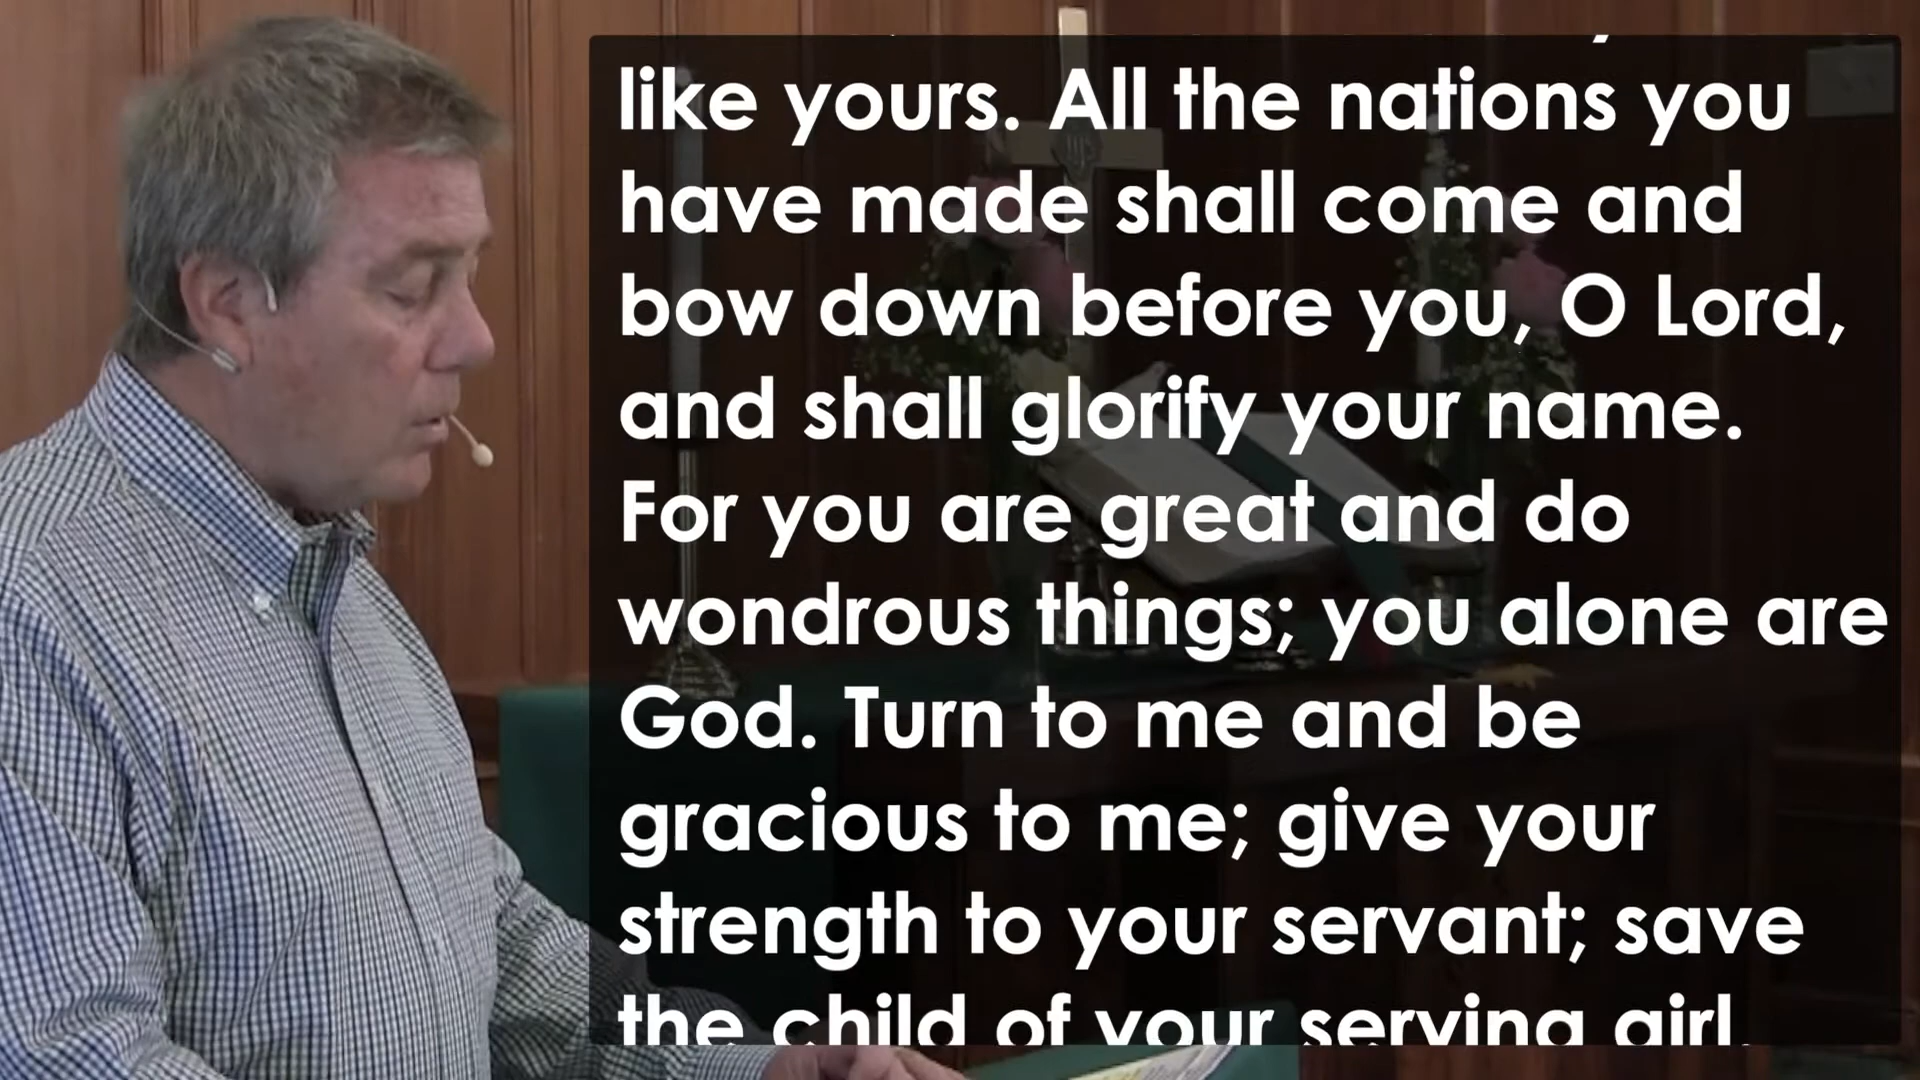 like yours. All the nations you
have made shall come and
bow down before you, O Lord,
and shall glorify your name.
For you are great and do
wondrous things; you alone are
God. Turn to me and be
gracious to me; give your
strength to your servant; save
the child of your serving girl.